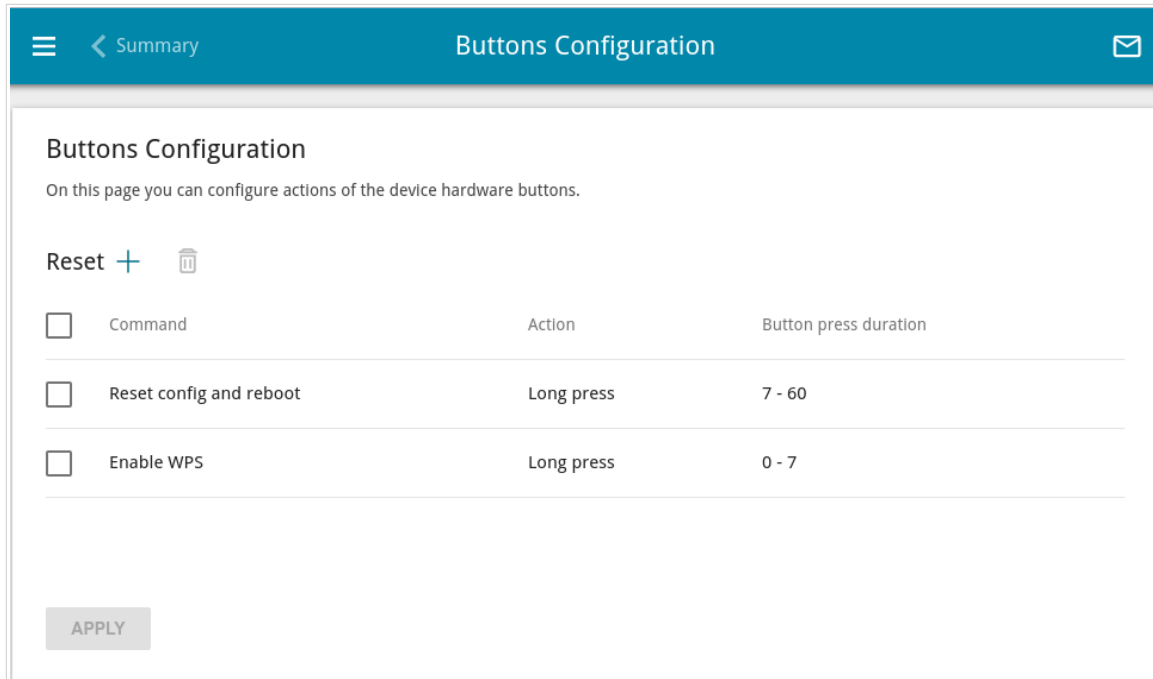 Summary
Buttons Configuration
Buttons Configuration
On this page you can configure actions of the device hardware buttons.
Reset
Command Action Button press duration
Reset config and reboot Long press 7 - 60
Enable WPS Long press 0 - 7
APPLY